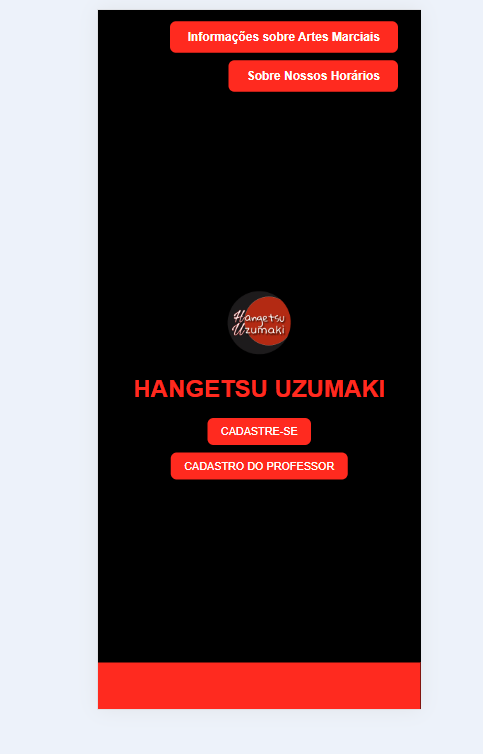 Informações sobre Artes Marciais
Sobre Nossos Horários
Hangetsu
Uzumaki
HANGETSU UZUMAKI
CADASTRE-SE
CADASTRO DO PROFESSOR